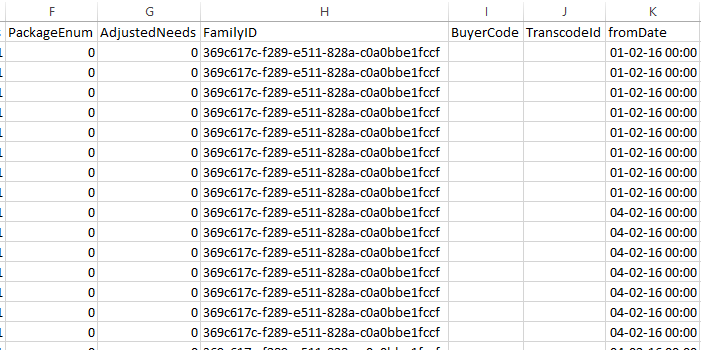 F G H I J K
PackageEnum AdjustedNeeds FamilyID BuyerCode TranscodeId fromDate
0 0 369c617c-f289-e511-828a-c0a0bbe1fccf 01-02-16 00:00
0 0 369c617c-f289-e511-828a-c0a0bbe1fccf 01-02-16 00:00
0 0 369c617c-f289-e511-828a-c0a0bbe1fccf 01-02-16 00:00
0 0 369c617c-f289-e511-828a-c0a0bbe1fccf 01-02-16 00:00
0 0 369c617c-f289-e511-828a-c0a0bbe1fccf 01-02-16 00:00
0 0 369c617c-f289-e511-828a-c0a0bbe1fccf 01-02-16 00:00
0 0 369c617c-f289-e511-828a-c0a0bbe1fccf 01-02-16 00:00
0 0 369c617c-f289-e511-828a-c0a0bbe1fccf 01-02-16 00:00
0 0 369c617c-f289-e511-828a-c0a0bbe1fccf 04-02-16 00:00
0 0 369c617c-f289-e511-828a-c0a0bbe1fccf 04-02-16 00:00
0 0 369c617c-f289-e511-828a-c0a0bbe1fccf 04-02-16 00:00
0 0 369c617c-f289-e511-828a-c0a0bbe1fccf 04-02-16 00:00
0 0 369c617c-f289-e511-828a-c0a0bbe1fccf 04-02-16 00:00
0 0 369c617c-f289-e511-828a-c0a0bbe1fccf 04-02-16 00:00
0 0 369c617c-f289-e511-828a-c0a0bbe1fccf 04-02-16 00:00